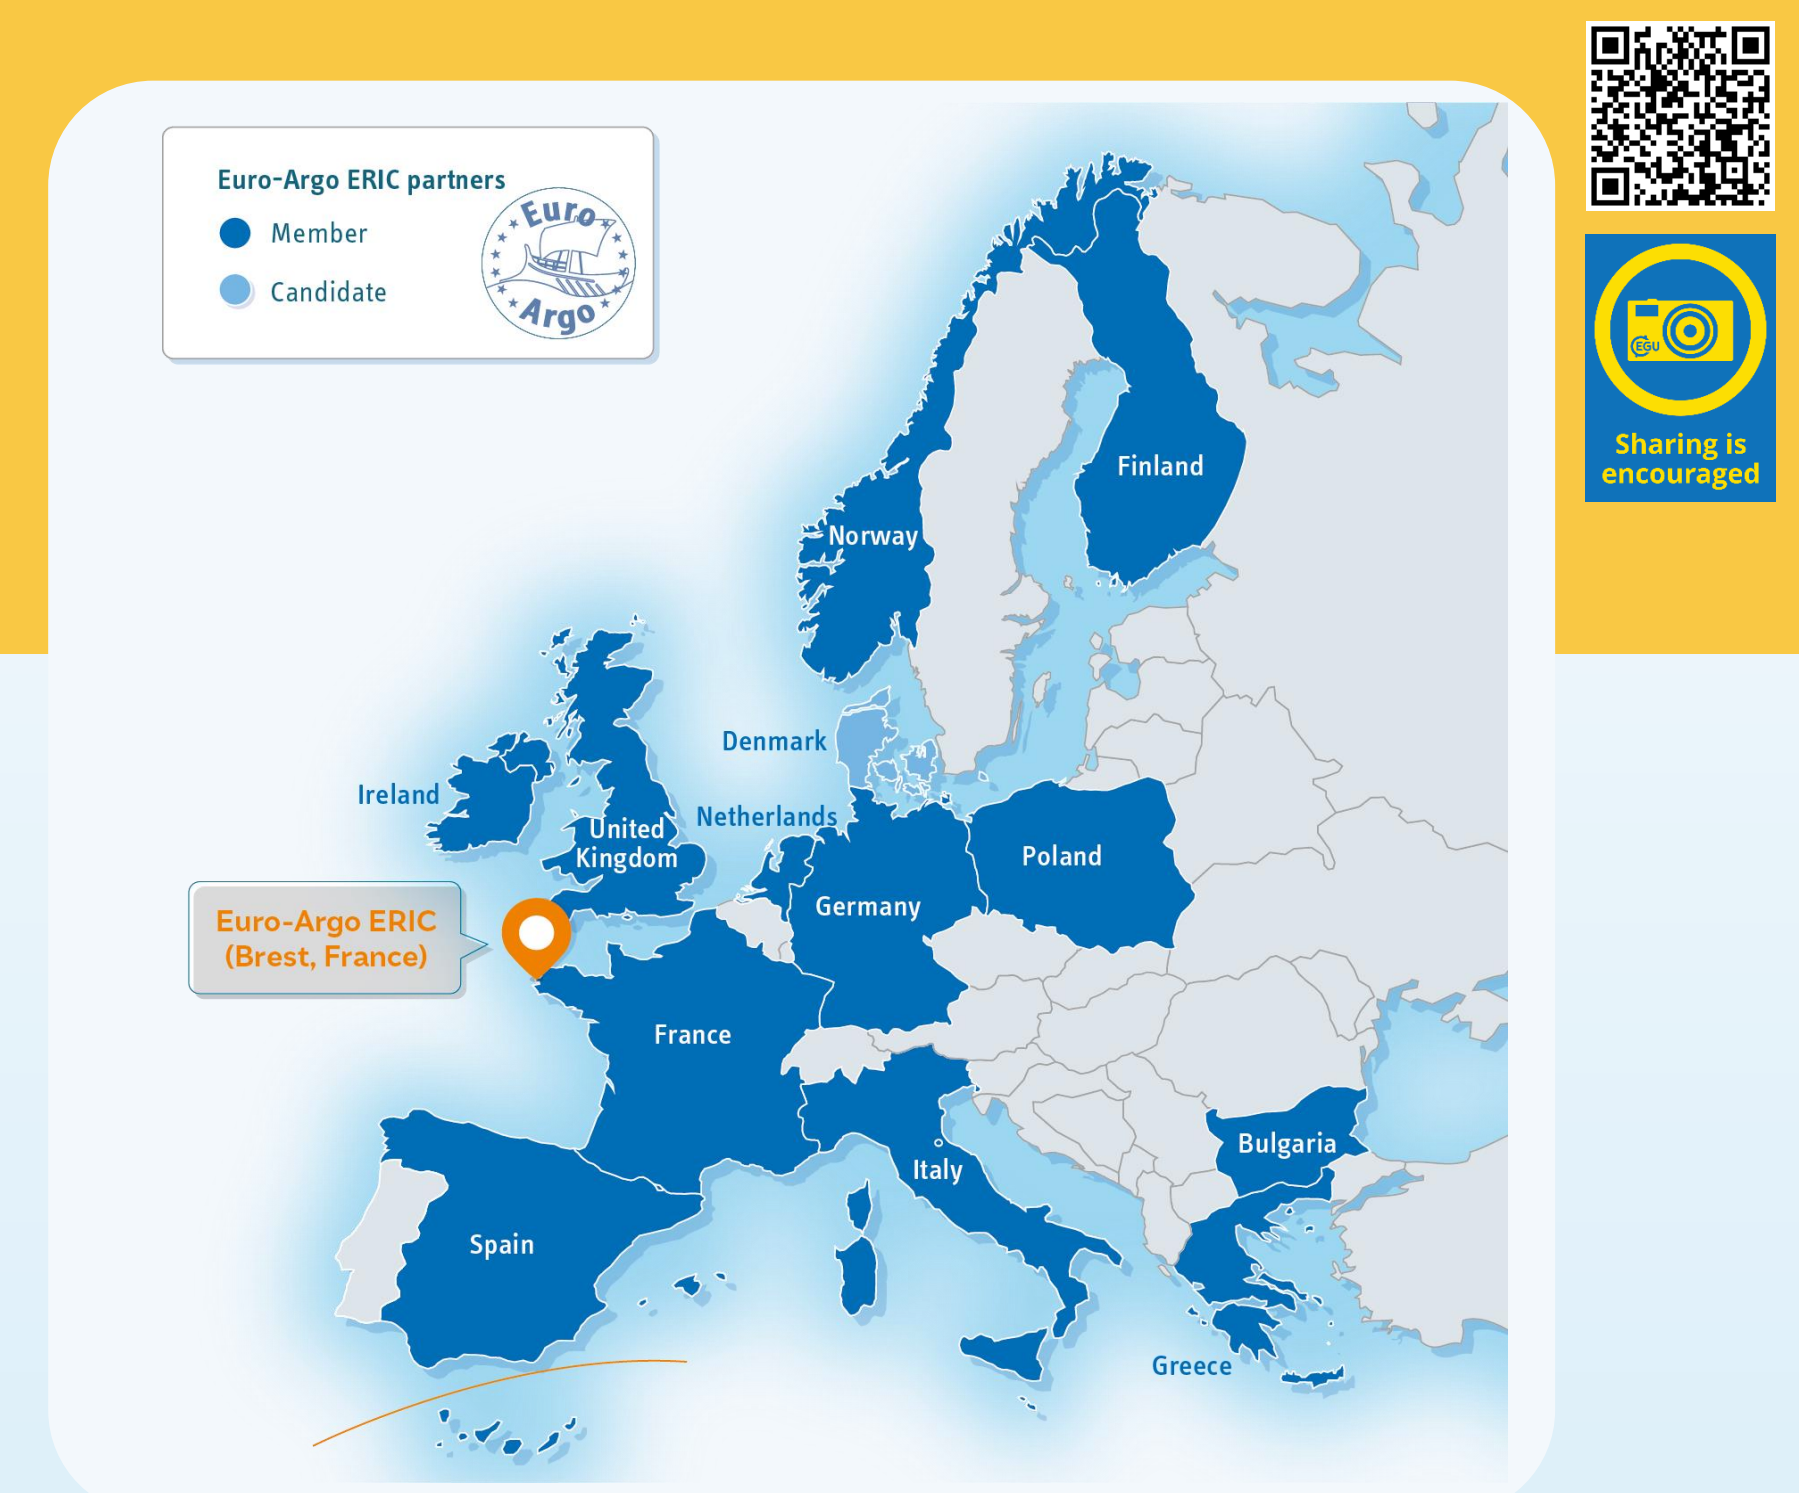 Euro-Argo ERIC partners
Member
Candidate
Euro
Argo
EGU
Sharing is
encouraged
Finland
Norway
Denmark
Ireland
Netherlands
United
Kingdom
Poland
Germany
Euro-Argo ERIC
(Brest, France)
France
Bulgaria
Italy
Spain
Greece